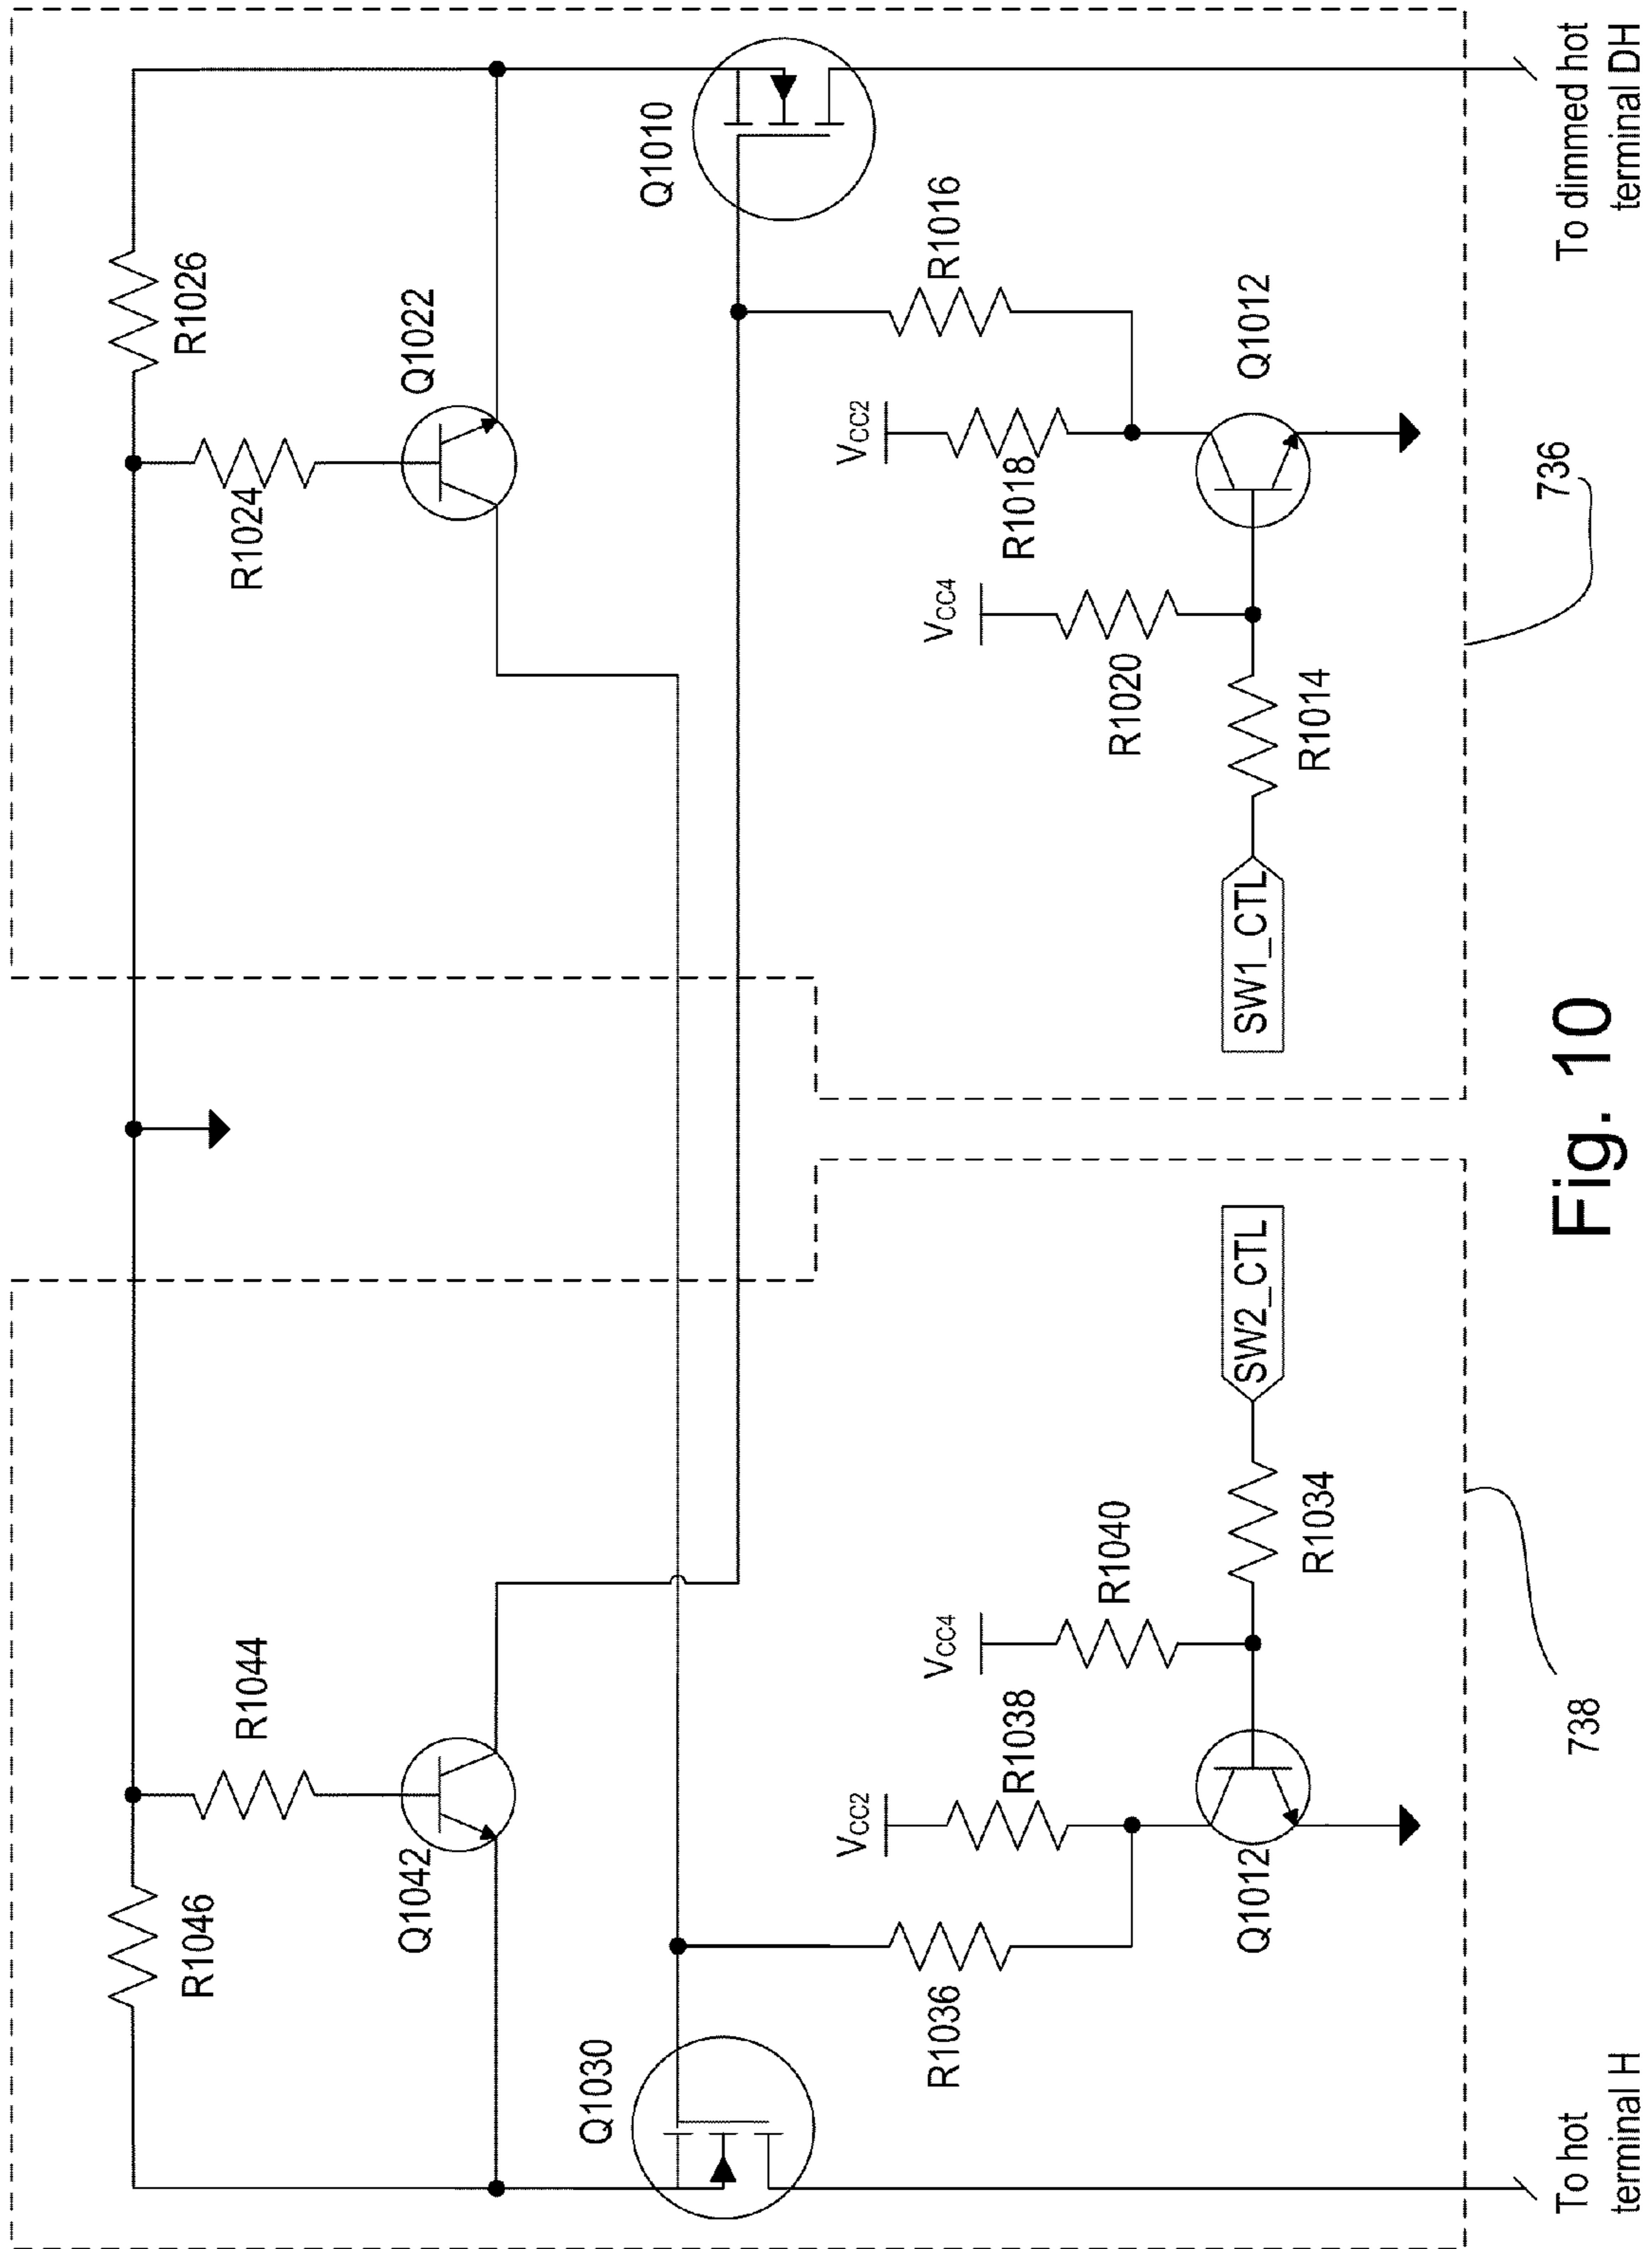 R1046
R1044
Q1042
R1026
R1024
Q1022
Q1030
Q1010
R1036
VCC2
R1038
VCC4
R1040
Q1012
R1034
SW2_CTL
SW1_CTL
R1014
R1020
VCC4
R1018
VCC2
R1016
Q1012
738
736
To hot
terminal H
To dimmed hot
terminal DH
Fig. 10